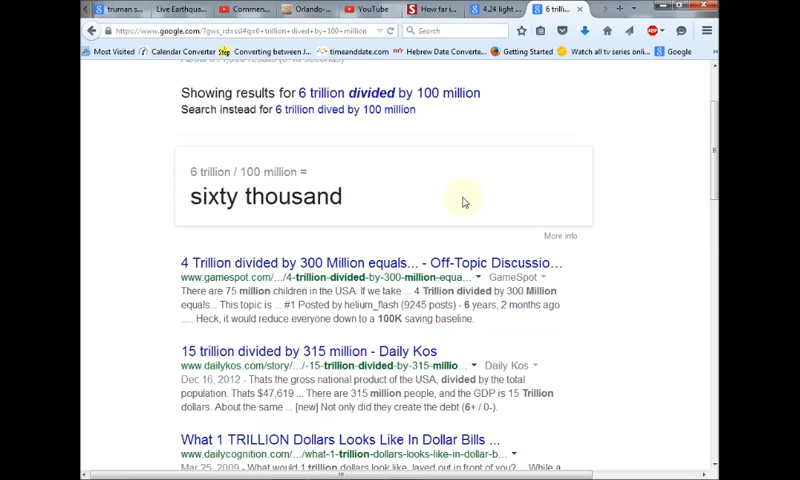 truman s...
Live Earthqua...
Commen...
Orlando-...
YouTube
How far i...
4.24 light ...
6 trilli...
https://www.google.com/?gws_rd=ssl#q=6+trillion+dived+by+100+million
Search
Most Visited
Calendar Converter
Converting between J...
timeanddate.com
Hebrew Date Converte...
Getting Started
Watch all tv series onlin...
Google
Showing results for 6 trillion divided by 100 million
Search instead for 6 trillion dived by 100 million
6 trillion / 100 million =
sixty thousand
More info
4 Trillion divided by 300 Million equals... - Off-Topic Discussio...
www.gamespot.com/.../4-trillion-divided-by-300-million-equa... GameSpot
There are 75 million children in the USA. If we take ... 4 Trillion divided by 300 Million
equals... This topic is ... #1 Posted by helium_flash (9245 posts) - 6 years, 2 months ago
..... Heck, it would reduce everyone down to a 100K saving baseline.
15 trillion divided by 315 million - Daily Kos
www.dailykos.com/story/.../-15-trillion-divided-by-315-millio... Daily Kos
Dec 16, 2012 - Thats the gross national product of the USA, divided by the total
population. Thats $47,619 ... There are 315 million people, and the GDP is 15 Trillion
dollars. About the same ... [new] Not only did they create the debt (6+ / 0-).
What 1 TRILLION Dollars Looks Like In Dollar Bills ...
www.dailycognition.com/.../what-1-trillion-dollars-looks-like-in-dollar-b...
Mar 25, 2009 - What would 1 trillion dollars look like, layed out in front of you? ... While a